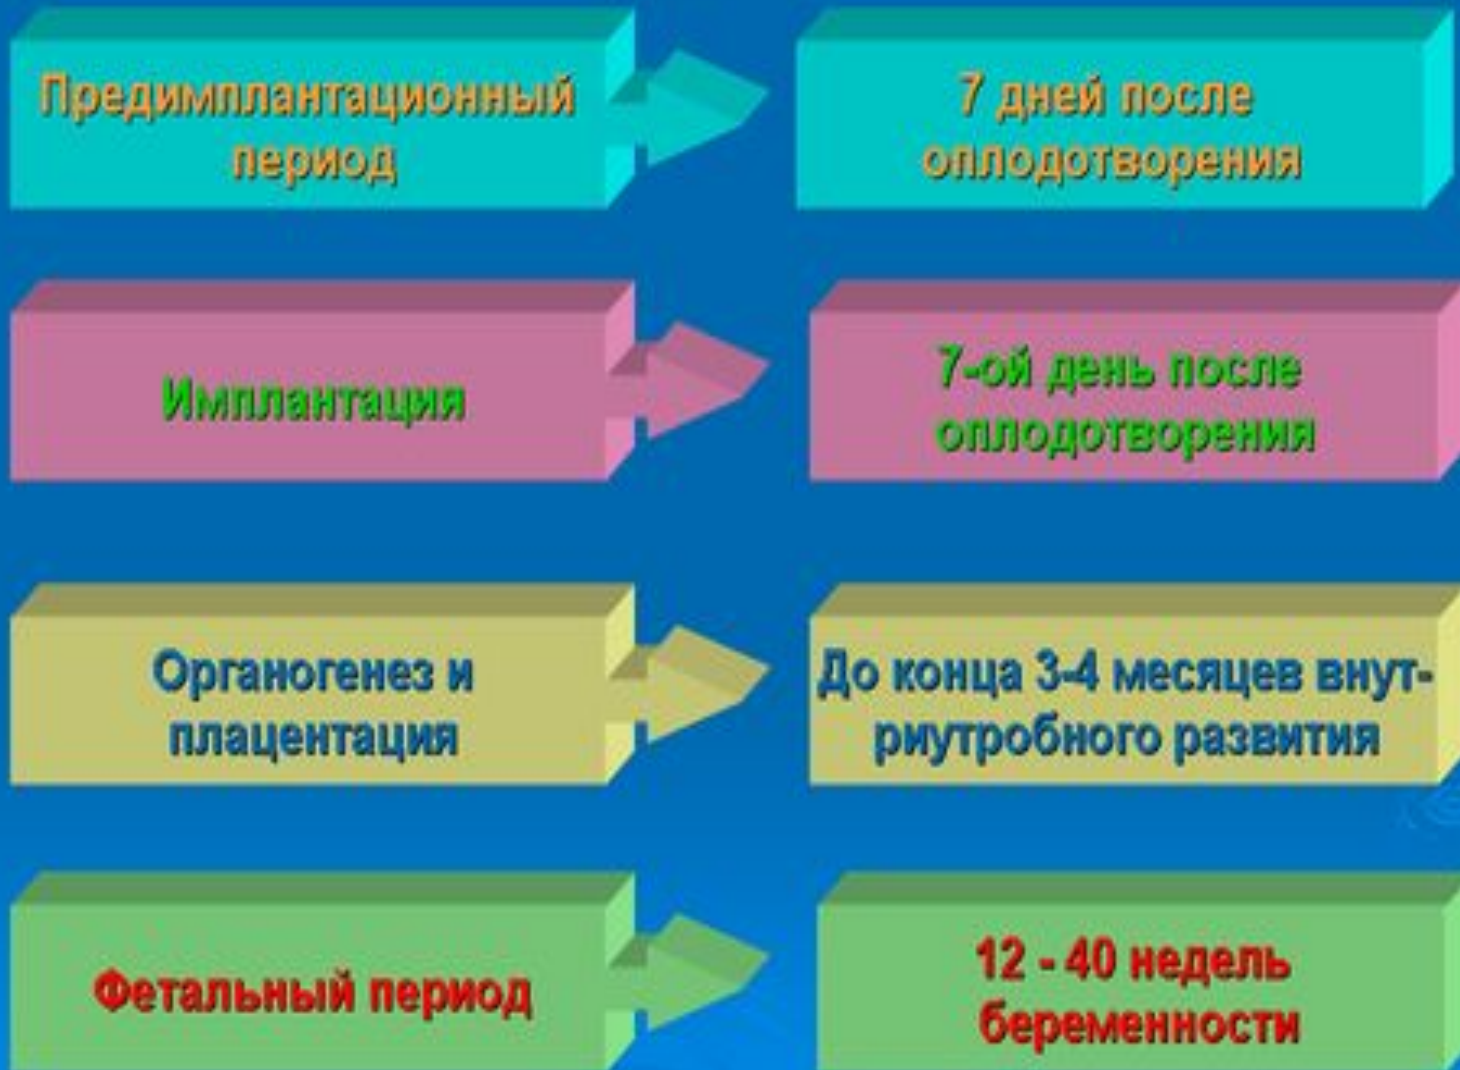 Предимплантационный
период
7 дней после
оплодотворения
Имплантация
7-ой день после
оплодотворения
Органогенез и
плацентация
До конца 3-4 месяцев внут-
риутробного развития
Фетальный период
12 - 40 недель
беременности